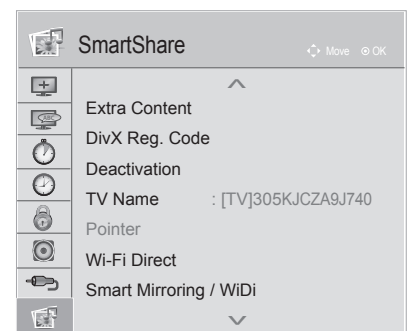 SmartShare
Move OK
ABC
Extra Content
DivX Reg. Code
Deactivation
TV Name : [TV]305KJCZA9J740
Pointer
Wi-Fi Direct
Smart Mirroring / WiDi